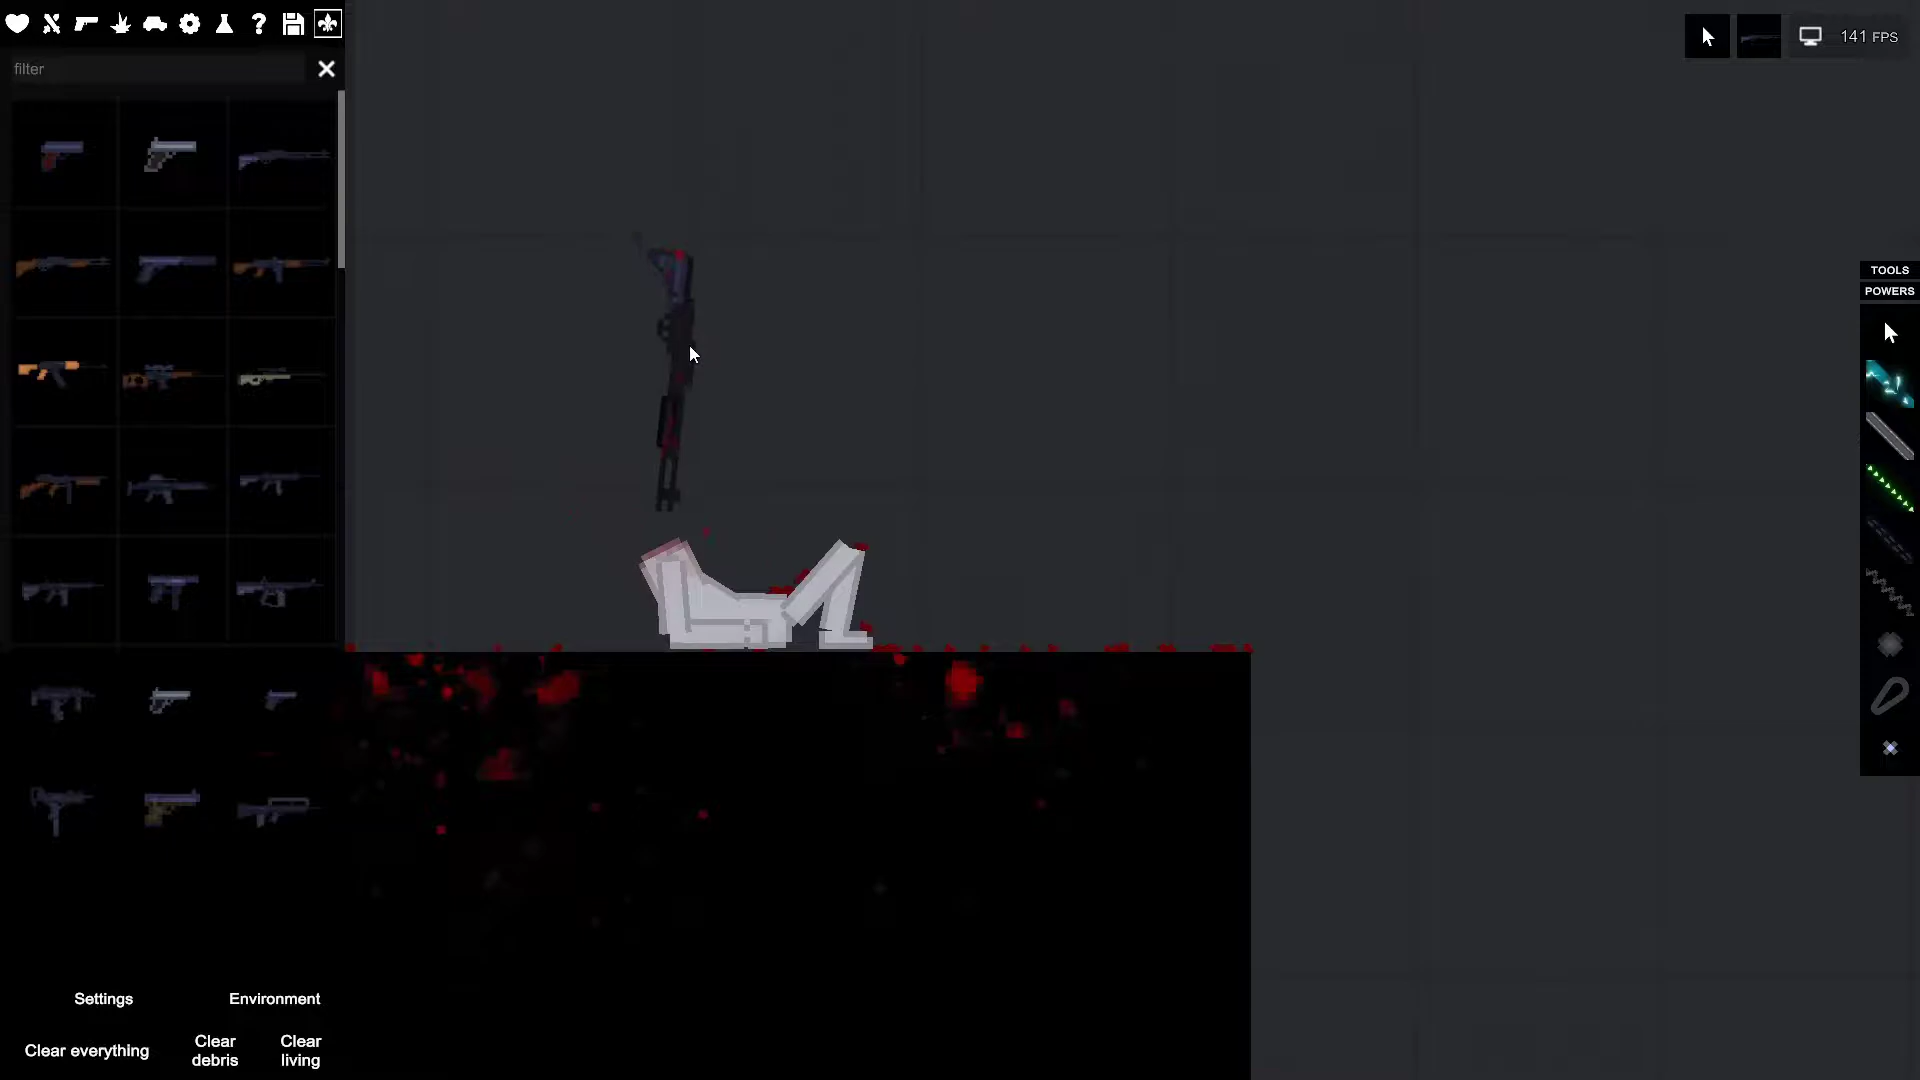 filter
141 FPS
TOOLS
POWERS
Settings
Environment
Clear everything
Clear
debris
Clear
living